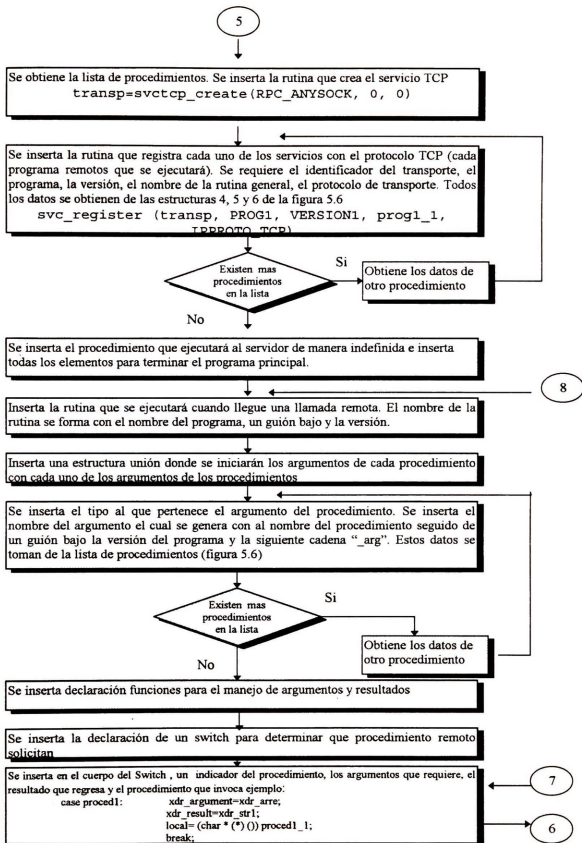 5
Se obtiene la lista de procedimientos. Se inserta la rutina que crea el servicio TCP
transp=svctcp_create(RPC_ANYSOCK, 0, 0)
Se inserta la rutina que registra cada uno de los servicios con el protocolo TCP (cada
programa remotos que se ejecutará). Se requiere el identificador del transporte, el
programa, la versión, el nombre de la rutina general, el protocolo de transporte. Todos
los datos se obtienen de las estructuras 4, 5 y 6 de la figura 5.6
svc_register (transp, PROG1, VERSION1, prog1_1,
IPPROTO_TCP)
Existen mas
procedimientos
en la lista
Si
Obtiene los datos de
otro procedimiento
No
Se inserta el procedimiento que ejecutará al servidor de manera indefinida e inserta
todas los elementos para terminar el programa principal.
8
Inserta la rutina que se ejecutará cuando llegue una llamada remota. El nombre de la
rutina se forma con el nombre del programa, un guión bajo y la versión.
Inserta una estructura unión donde se iniciarán los argumentos de cada procedimiento
con cada uno de los argumentos de los procedimientos
Se inserta el tipo al que pertenece el argumento del procedimiento. Se inserta el
nombre del argumento el cual se genera con al nombre del procedimiento seguido de
un guión bajo la versión del programa y la siguiente cadena “_arg”. Estos datos se
toman de la lista de procedimientos (figura 5.6)
Existen mas
procedimientos
en la lista
Si
Obtiene los datos de
otro procedimiento
No
Se inserta declaración funciones para el manejo de argumentos y resultados
Se inserta la declaración de un switch para determinar que procedimiento remoto
solicitan
Se inserta en el cuerpo del Switch , un indicador del procedimiento, los argumentos que requiere, el
resultado que regresa y el procedimiento que invoca ejemplo:
case proced1: xdr_argument=xdr_arre;
xdr_result=xdr_str1;
local= (char * (*) ()) proced1_1;
break;
7
6